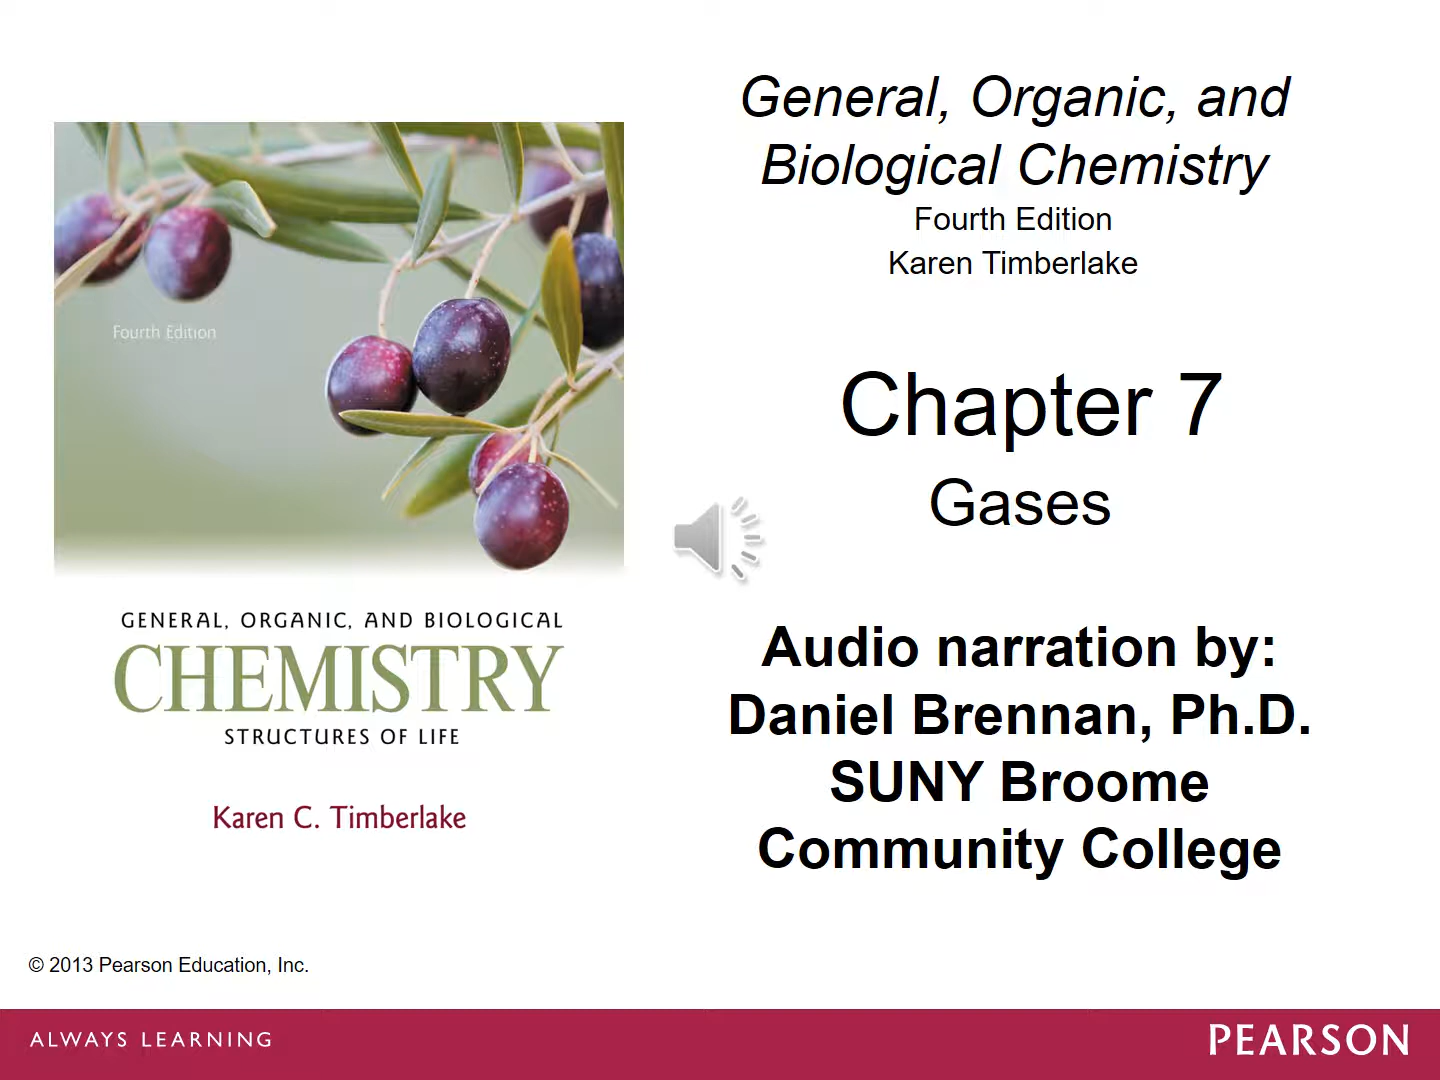 General, Organic, and
Biological Chemistry
Fourth Edition
Karen Timberlake
Chapter 7
Gases
Audio narration by:
Daniel Brennan, Ph.D.
SUNY Broome
Community College
Fourth Edition
GENERAL, ORGANIC, AND BIOLOGICAL
CHEMISTRY
STRUCTURES OF LIFE
Karen C. Timberlake
© 2013 Pearson Education, Inc.
ALWAYS LEARNING
PEARSON